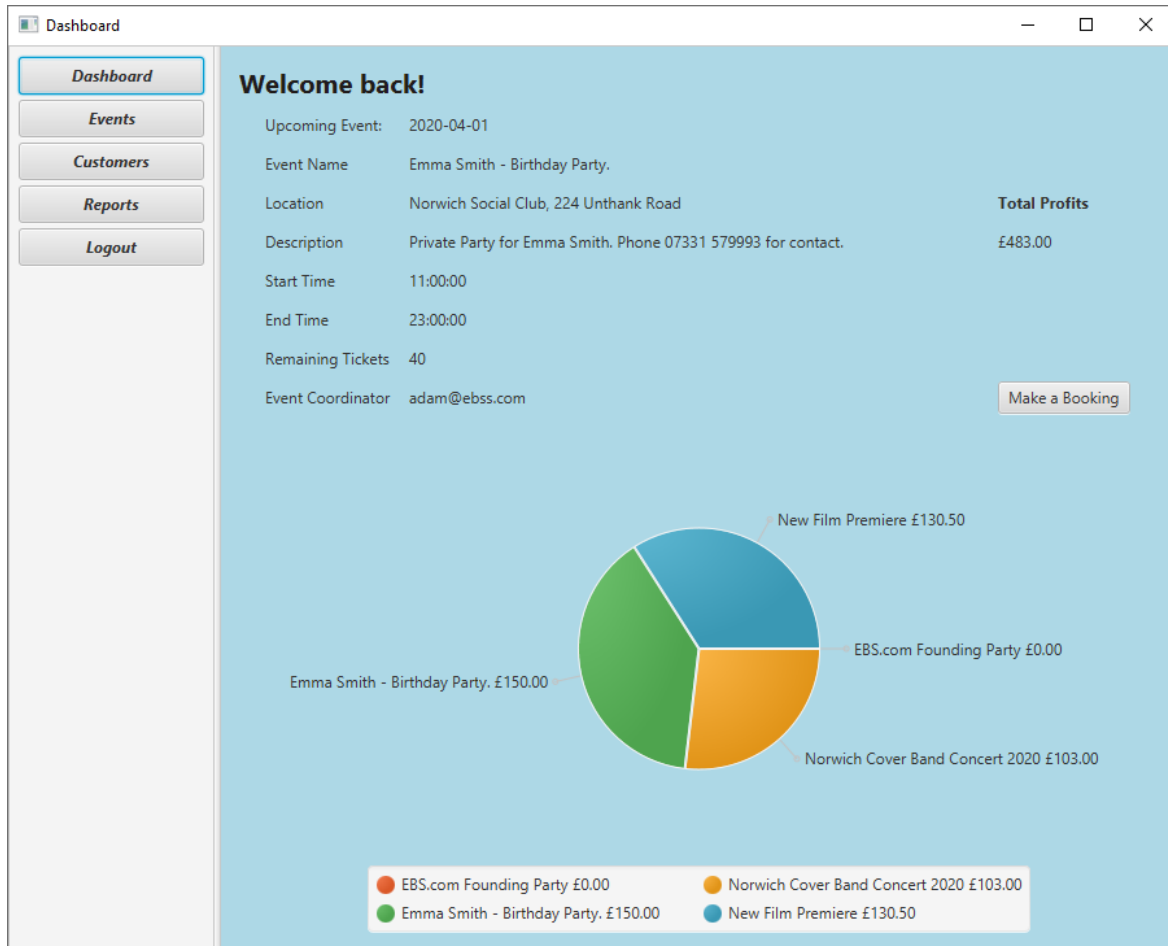 Dashboard
Dashboard
Events
Customers
Reports
Logout
Welcome back!
Upcoming Event: 2020-04-01
Event Name Emma Smith - Birthday Party.
Location Norwich Social Club, 224 Unthank Road Total Profits
Description Private Party for Emma Smith. Phone 07331 579993 for contact. £483.00
Start Time 11:00:00
End Time 23:00:00
Remaining Tickets 40
Event Coordinator adam@ebss.com Make a Booking
New Film Premiere £130.50
EBS.com Founding Party £0.00
Emma Smith - Birthday Party. £150.00
Norwich Cover Band Concert 2020 £103.00
EBS.com Founding Party £0.00 Norwich Cover Band Concert 2020 £103.00
Emma Smith - Birthday Party. £150.00 New Film Premiere £130.50